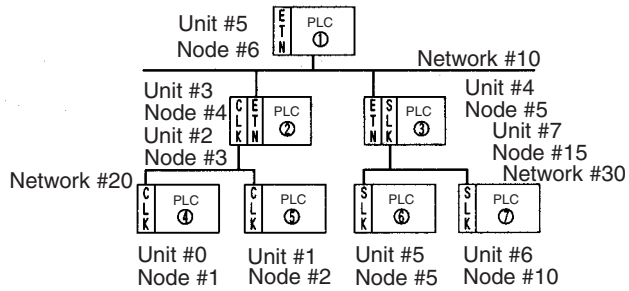 Unit #5
Node #6
ETN
PLC
①
Network #10
Unit #3
Node #4
Unit #2
Node #3
CLK
ETN
PLC
②
ETN
SLK
PLC
③
Unit #4
Node #5
Unit #7
Node #15
Network #30
Network #20
CLK
PLC
④
CLK
PLC
⑤
SLK
PLC
⑥
SLK
PLC
⑦
Unit #0
Node #1
Unit #1
Node #2
Unit #5
Node #5
Unit #6
Node #10